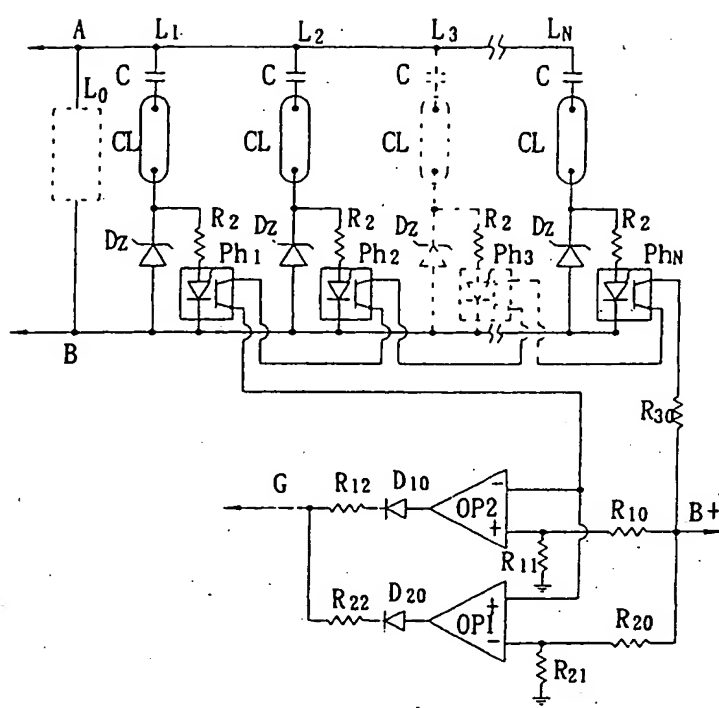 A L1 L2 L3 LN
C C C C
L0
CL CL CL CL
R2 R2 R2 R2
DZ DZ DZ DZ
Ph1 Ph2 Ph3 PhN
B
R30
G R12 D10 OP2 - + R10 B+
R11
R22 D20 OP1 + - R20
R21